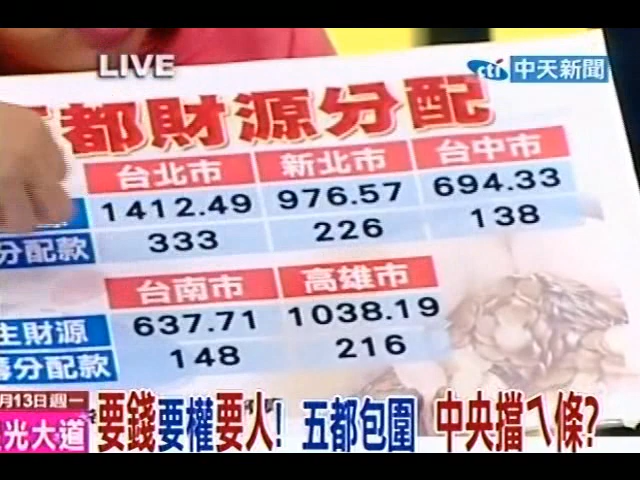 LIVE
cti 中天新聞
都財源分配
台北市 新北市 台中市
1412.49 976.57 694.33
分配款 333 226 138
台南市 高雄市
主財源 637.71 1038.19
籌分配款 148 216
月13日週一
光大道 要錢要權要人! 五都包圍 中央擋ㄟ條?